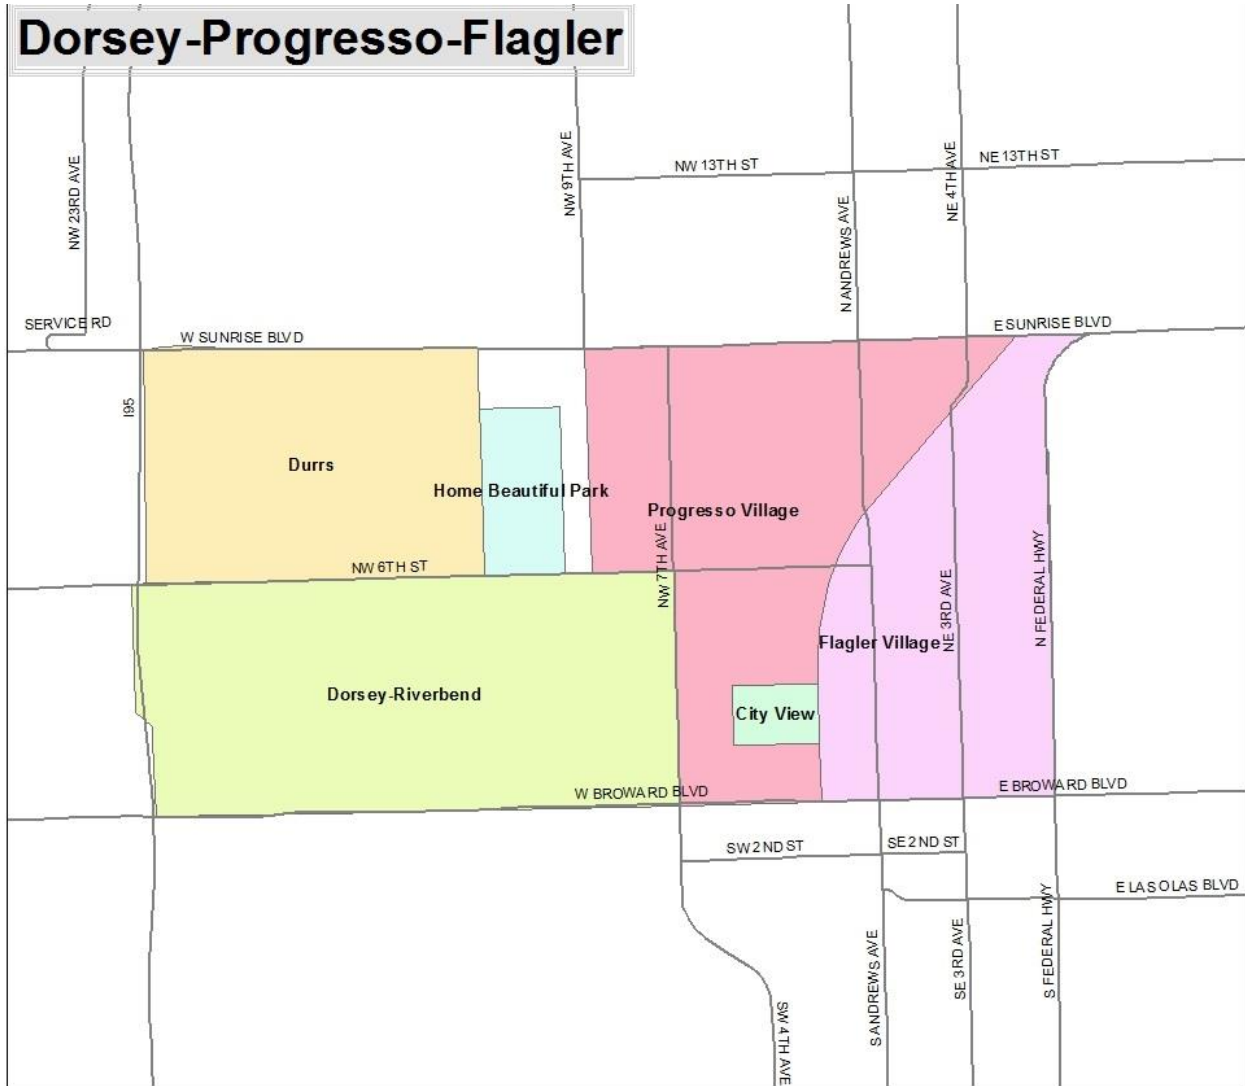 Dorsey-Progresso-Flagler
NW 23RD AVE
NW 9TH AVE
NW 13TH ST
NE 13TH ST
NE 4TH AVE
N ANDREWS AVE
SERVICE RD
W SUNRISE BLVD
E SUNRISE BLVD
I95
Durrs
Home Beautiful Park
Progresso Village
NW 6TH ST
NW 7TH AVE
NE 3RD AVE
N FEDERAL HWY
Flagler Village
Dorsey-Riverbend
City View
W BROWARD BLVD
E BROWARD BLVD
SW 2ND ST
SE 2ND ST
E LAS OLAS BLVD
S ANDREWS AVE
SE 3RD AVE
S FEDERAL HWY
SW 4TH AVE